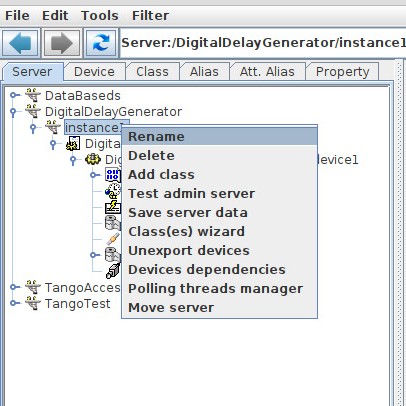 File Edit Tools Filter
Server:/DigitalDelayGenerator/instance1
Server Device Class Alias Att. Alias Property
DataBaseds
DigitalDelayGenerator
instance1
Rename
Digita
Delete
Di
evice1
Add class
Test admin server
Save server data
Class(es) wizard
Unexport devices
Devices dependencies
TangoAcces
Polling threads manager
TangoTest
Move server